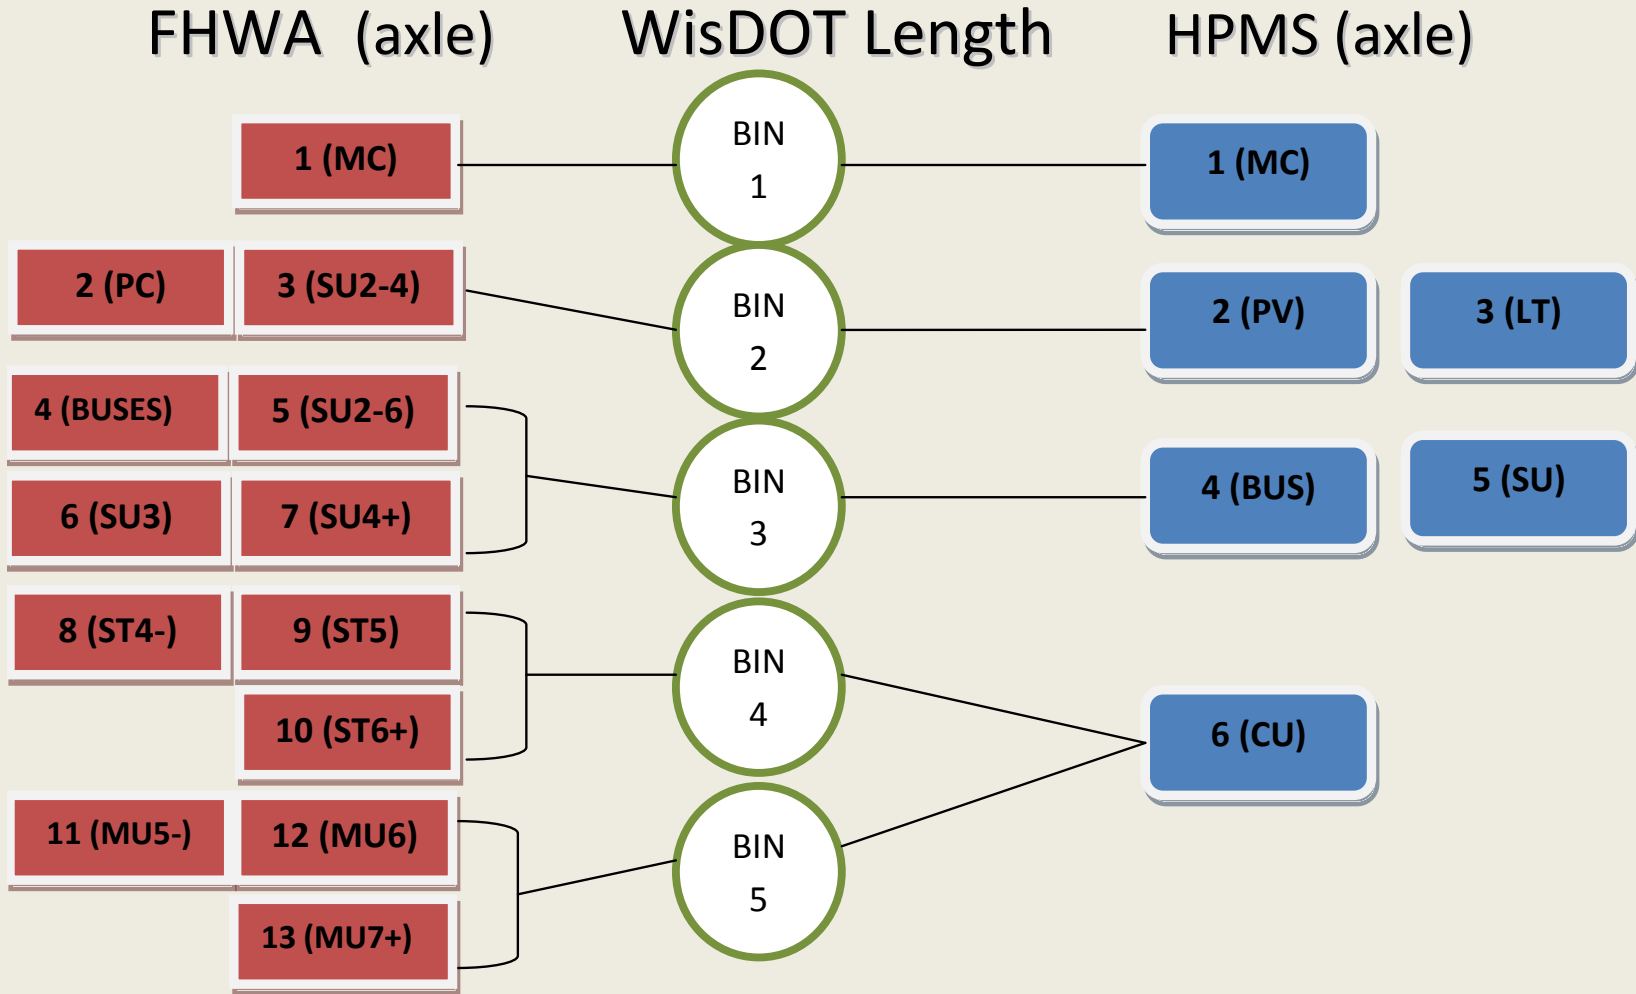 FHWA (axle) WisDOT Length HPMS (axle)
1 (MC)
BIN
1
1 (MC)
2 (PC) 3 (SU2-4)
BIN
2
2 (PV) 3 (LT)
4 (BUSES) 5 (SU2-6)
6 (SU3) 7 (SU4+)
BIN
3
4 (BUS) 5 (SU)
8 (ST4-) 9 (ST5)
10 (ST6+)
BIN
4
6 (CU)
11 (MU5-) 12 (MU6)
13 (MU7+)
BIN
5